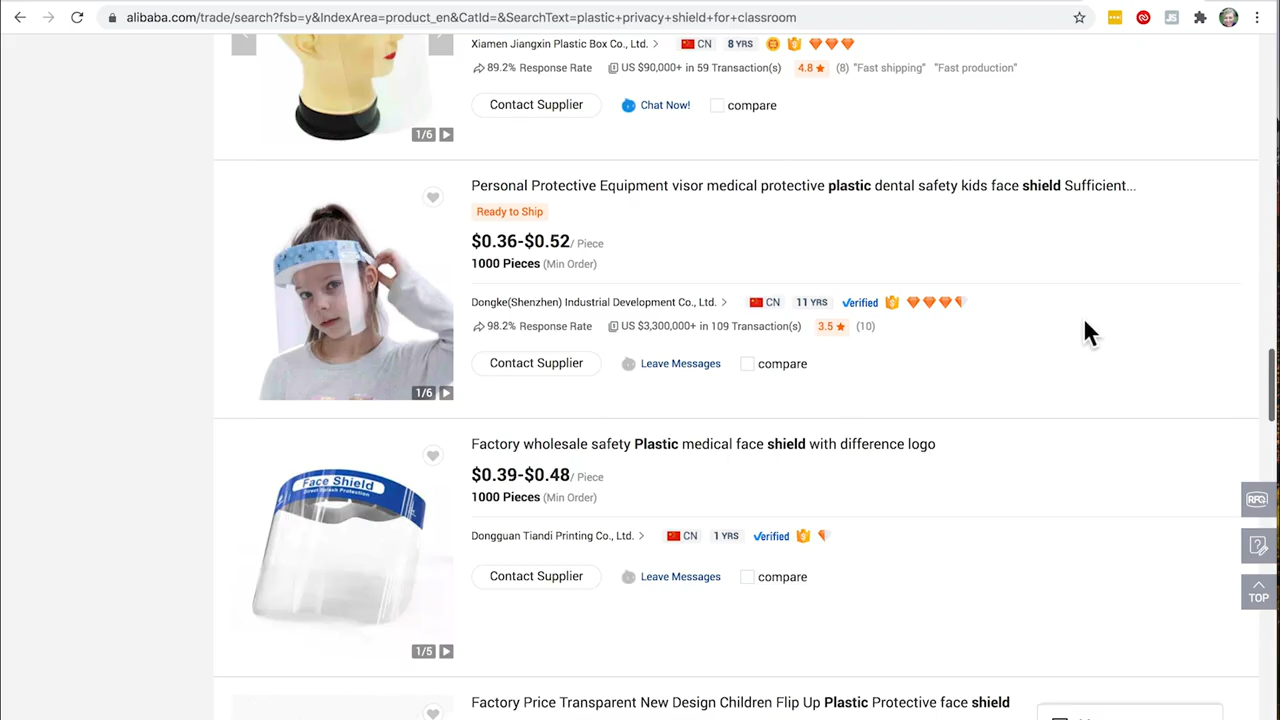 alibaba.com/trade/search?fsb=y&IndexArea=product_en&CatId=&SearchText=plastic+privacy+shield+for+classroom
JS
Xiamen Jiangxin Plastic Box Co., Ltd. CN 8 YRS
89.2% Response Rate US $90,000+ in 59 Transaction(s) 4.8 (8) "Fast shipping" "Fast production"
Contact Supplier Chat Now! compare
1/6
Personal Protective Equipment visor medical protective plastic dental safety kids face shield Sufficient...
Ready to Ship
$0.36-$0.52/ Piece
1000 Pieces (Min Order)
Dongke(Shenzhen) Industrial Development Co., Ltd. CN 11 YRS Verified
98.2% Response Rate US $3,300,000+ in 109 Transaction(s) 3.5 (10)
Contact Supplier Leave Messages compare
1/6
Factory wholesale safety Plastic medical face shield with difference logo
$0.39-$0.48/ Piece
1000 Pieces (Min Order)
Face Shield
Direct Splash Protection
RFQ
Dongguan Tiandi Printing Co., Ltd. CN 1 YRS Verified
Contact Supplier Leave Messages compare
TOP
1/5
Factory Price Transparent New Design Children Flip Up Plastic Protective face shield